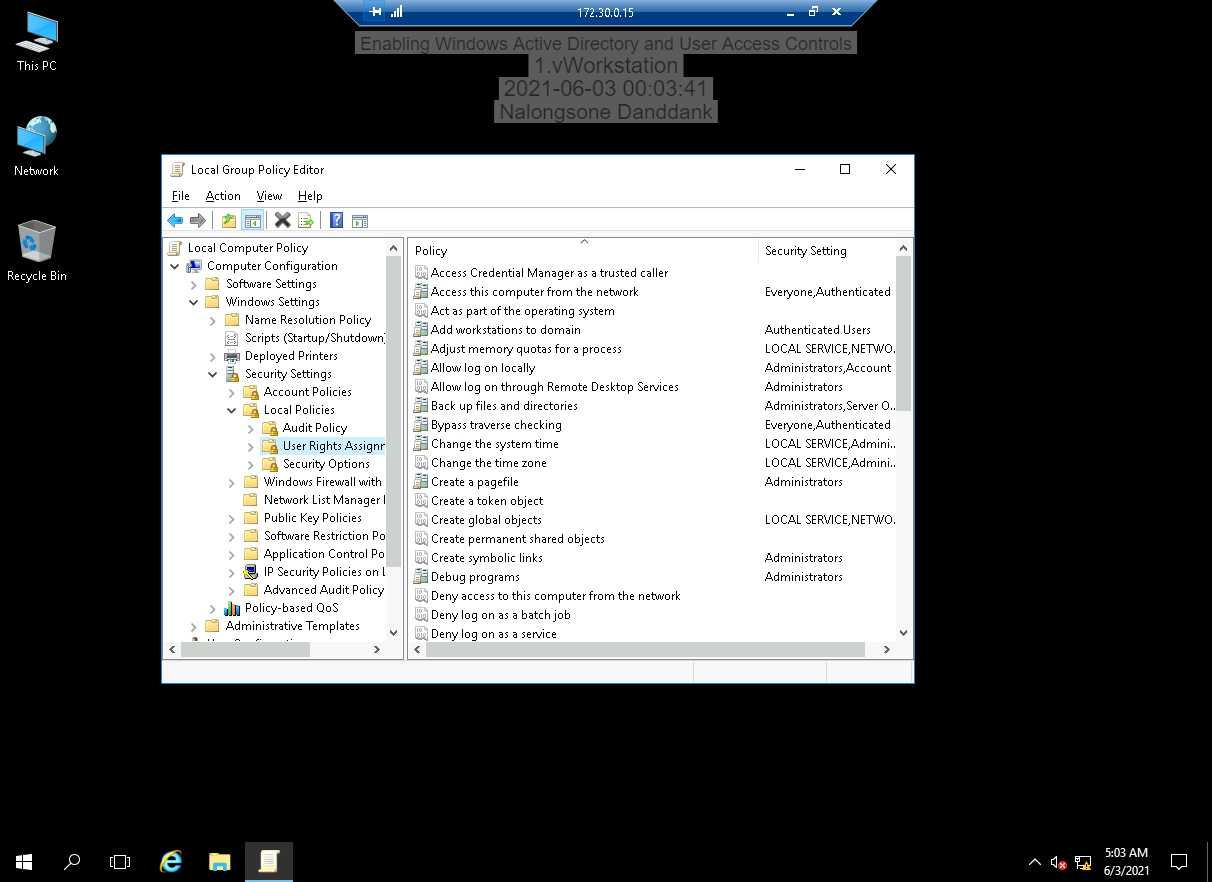 172.30.0.15
Enabling Windows Active Directory and User Access Controls
1.vWorkstation
2021-06-03 00:03:41
Nalongsone Danddank
This PC
Network
Recycle Bin
Local Group Policy Editor
File Action View Help
Local Computer Policy
Computer Configuration
Software Settings
Windows Settings
Name Resolution Policy
Scripts (Startup/Shutdown)
Deployed Printers
Security Settings
Account Policies
Local Policies
Audit Policy
User Rights Assignr
Security Options
Windows Firewall with
Network List Manager
Public Key Policies
Software Restriction Po
Application Control Po
IP Security Policies on L
Advanced Audit Policy
Policy-based QoS
Administrative Templates
Policy Security Setting
Access Credential Manager as a trusted caller
Access this computer from the network Everyone,Authenticated
Act as part of the operating system
Add workstations to domain Authenticated Users
Adjust memory quotas for a process LOCAL SERVICE,NETWO...
Allow log on locally Administrators,Account
Allow log on through Remote Desktop Services Administrators
Back up files and directories Administrators,Server O...
Bypass traverse checking Everyone,Authenticated
Change the system time LOCAL SERVICE,Admini...
Change the time zone LOCAL SERVICE,Admini...
Create a pagefile Administrators
Create a token object
Create global objects LOCAL SERVICE,NETWO...
Create permanent shared objects
Create symbolic links Administrators
Debug programs Administrators
Deny access to this computer from the network
Deny log on as a batch job
Deny log on as a service
5:03 AM
6/3/2021